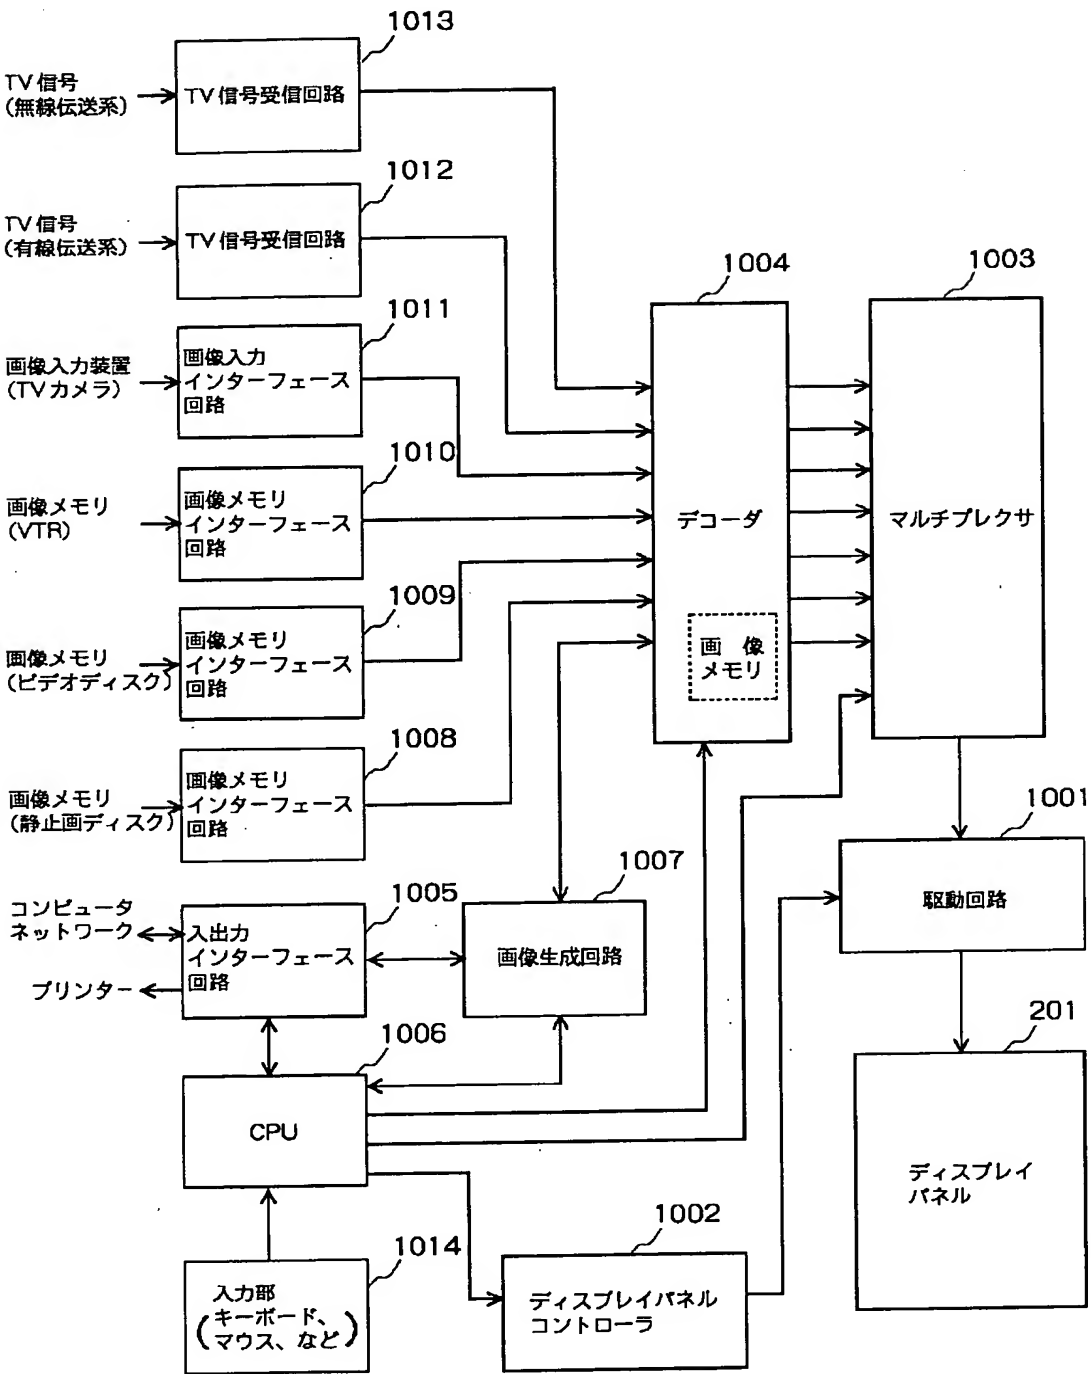 1013
TV信号
(無線伝送系)
TV信号受信回路
1012
TV信号
(有線伝送系)
TV信号受信回路
1011
画像入力装置
(TVカメラ)
画像入力
インターフェース
回路
1010
画像メモリ
(VTR)
画像メモリ
インターフェース
回路
1009
画像メモリ
(ビデオディスク)
画像メモリ
インターフェース
回路
1008
画像メモリ
(静止画ディスク)
画像メモリ
インターフェース
回路
1004
デコーダ
画 像
メモリ
1003
マルチプレクサ
1001
駆動回路
1007
画像生成回路
1005
コンピュータ
ネットワーク
プリンター
入出力
インターフェース
回路
1006
CPU
201
ディスプレイ
パネル
1002
ディスプレイパネル
コントローラ
1014
入力部
(キーボード、
マウス、など)